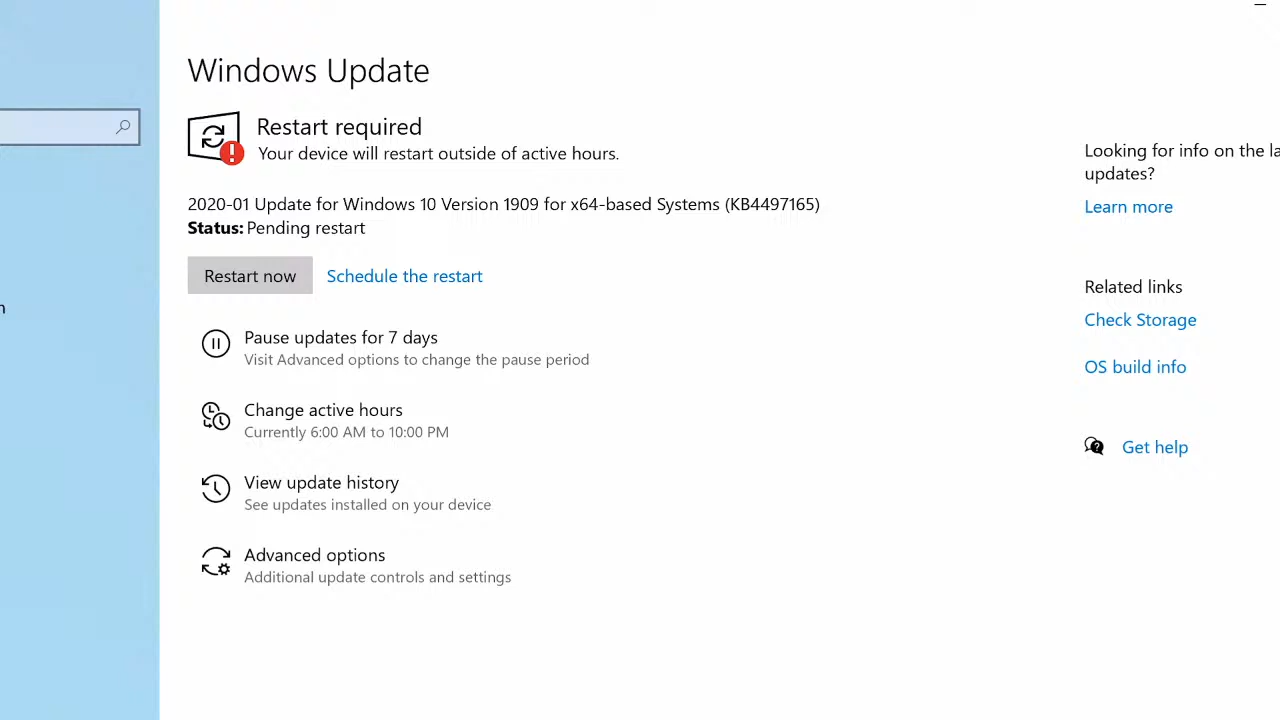 Windows Update
Restart required
Your device will restart outside of active hours.
2020-01 Update for Windows 10 Version 1909 for x64-based Systems (KB4497165)
Status: Pending restart
Restart now
Schedule the restart
Pause updates for 7 days
Visit Advanced options to change the pause period
Change active hours
Currently 6:00 AM to 10:00 PM
View update history
See updates installed on your device
Advanced options
Additional update controls and settings
Looking for info on the
updates?
Learn more
Related links
Check Storage
OS build info
Get help